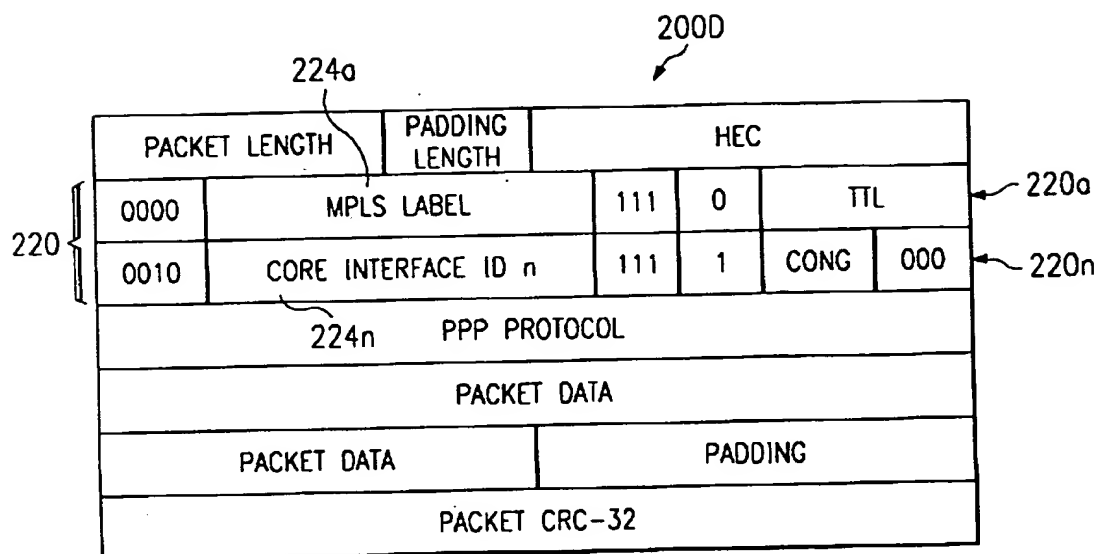 200D
224a
PACKET LENGTH PADDING LENGTH HEC
0000 MPLS LABEL 111 0 TTL 220a
220
0010 CORE INTERFACE ID n 111 1 CONG 000 220n
224n
PPP PROTOCOL
PACKET DATA
PACKET DATA PADDING
PACKET CRC-32